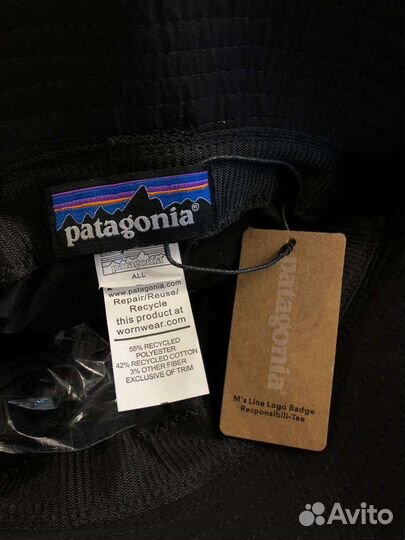 patagonia®
patagonia
ALL
www.patagonia.com
Repair/Reuse/
Recycle
this product at
wornwear.com
55% RECYCLED
POLYESTER
42% RECYCLED COTTON
3% OTHER FIBER
EXCLUSIVE OF TRIM
patagonia
M's Line Logo Badge
Responsibili-Tee
Avito